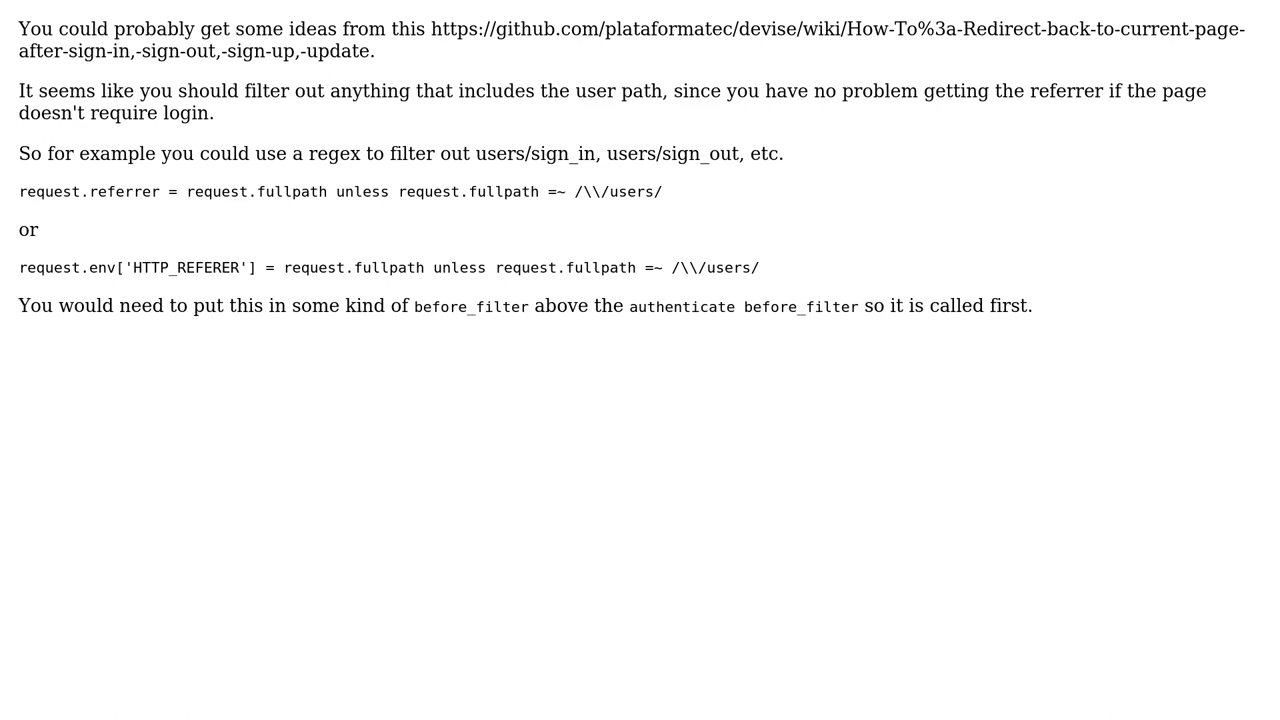 You could probably get some ideas from this https://github.com/plataformatec/devise/wiki/How-To%3a-Redirect-back-to-current-page-
after-sign-in,-sign-out,-sign-up,-update.
It seems like you should filter out anything that includes the user path, since you have no problem getting the referrer if the page
doesn't require login.
So for example you could use a regex to filter out users/sign_in, users/sign_out, etc.
request.referrer = request.fullpath unless request.fullpath =~ /\\/users/
or
request.env['HTTP_REFERER'] = request.fullpath unless request.fullpath =~ /\\/users/
You would need to put this in some kind of before_filter above the authenticate before_filter so it is called first.